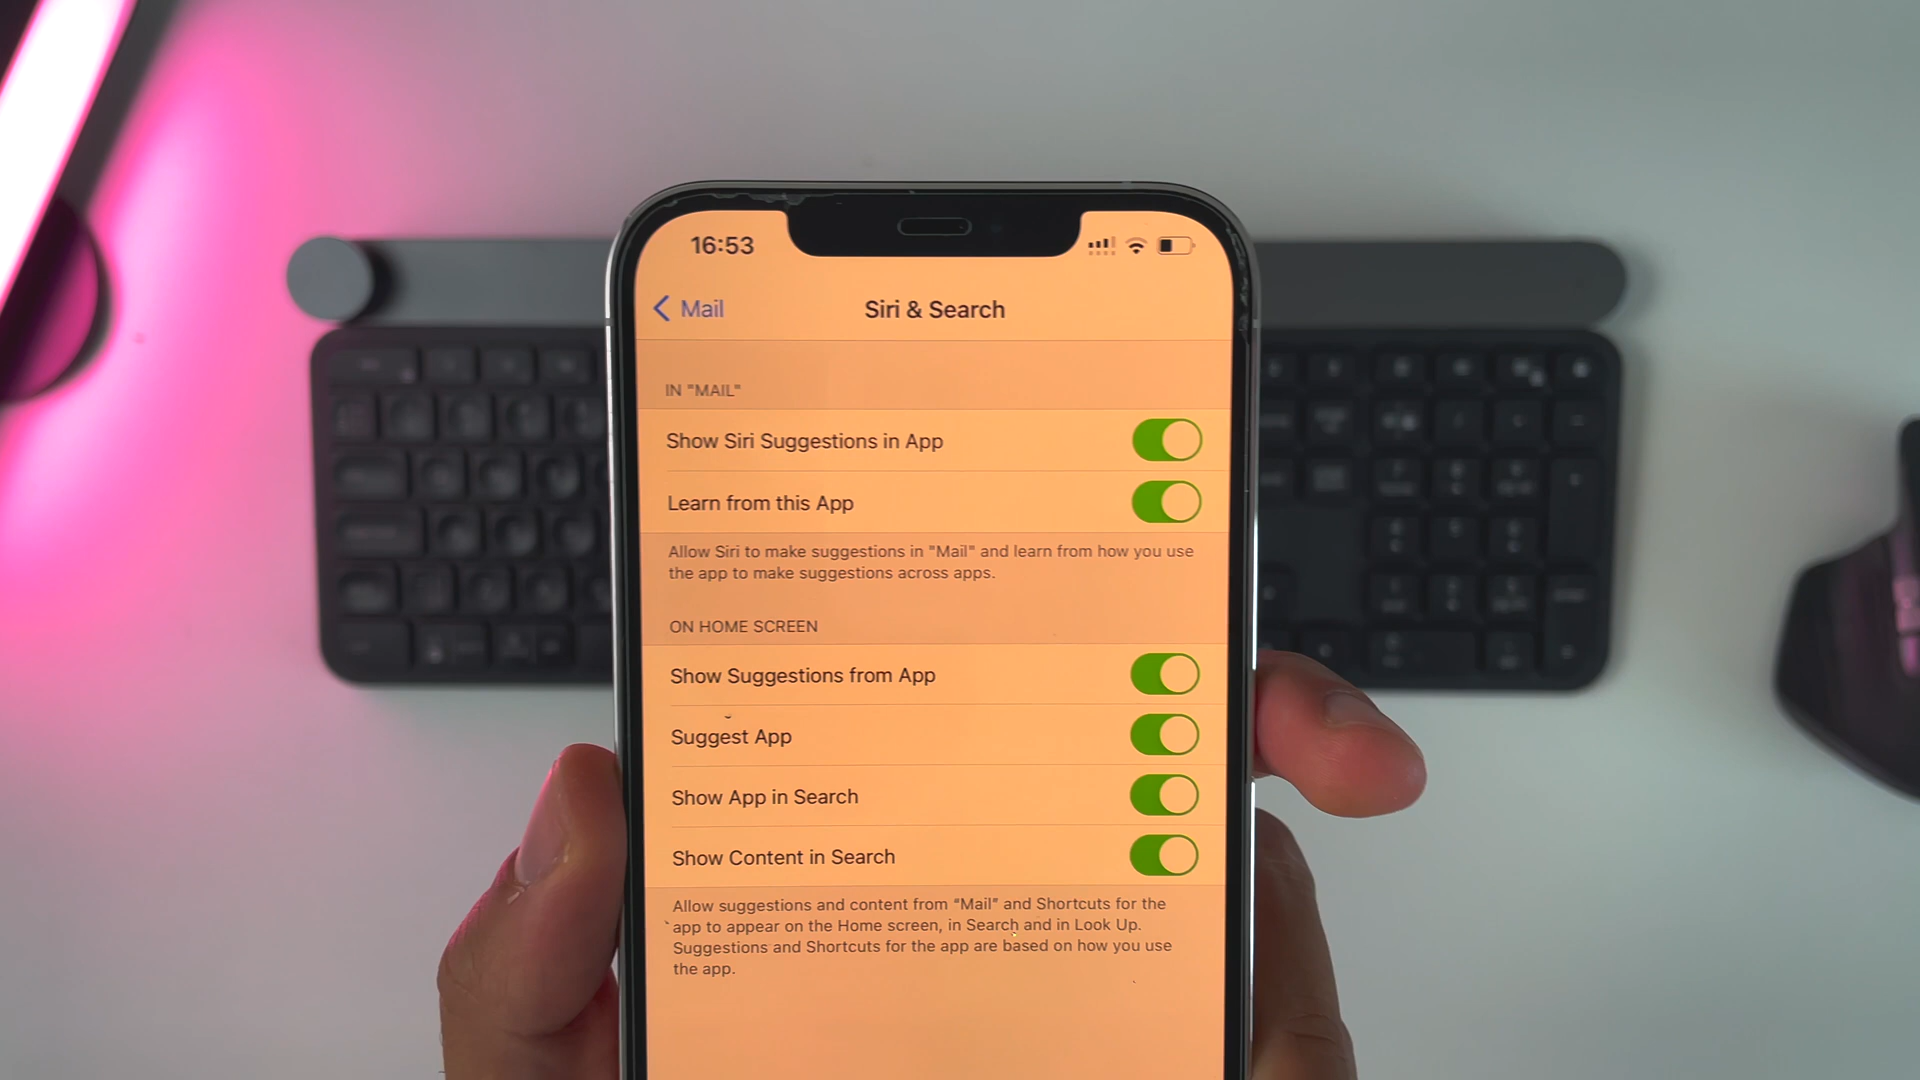 16:53
Mail
Siri & Search
IN "MAIL"
Show Siri Suggestions in App
Learn from this App
Allow Siri to make suggestions in "Mail" and learn from how you use
the app to make suggestions across apps.
ON HOME SCREEN
Show Suggestions from App
Suggest App
Show App in Search
Show Content in Search
Allow suggestions and content from "Mail" and Shortcuts for the
app to appear on the Home screen, in Search and in Look Up.
Suggestions and Shortcuts for the app are based on how you use
the app.